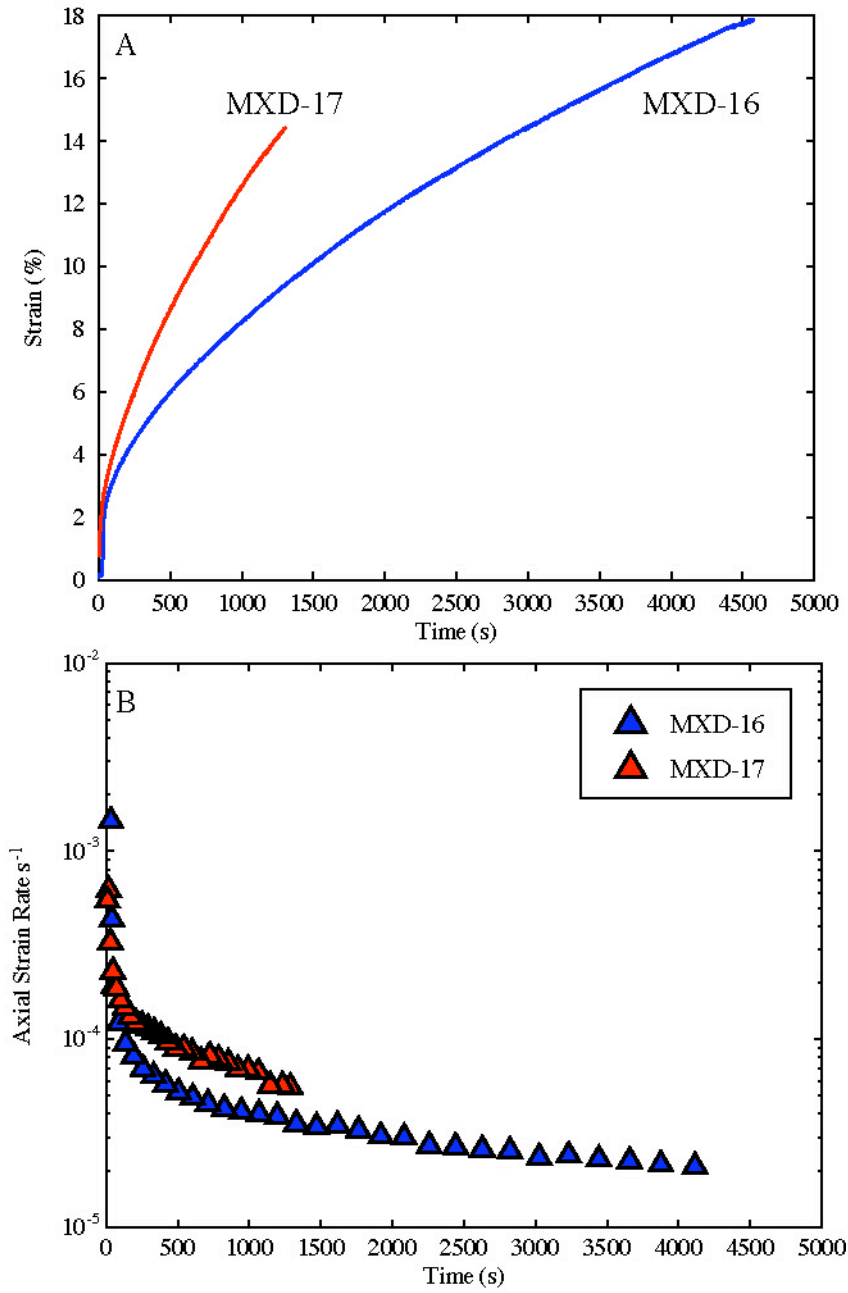 A
MXD-17
MXD-16
Strain (%)
18
16
14
12
10
8
6
4
2
0
0 500 1000 1500 2000 2500 3000 3500 4000 4500 5000
Time (s)
B
MXD-16
MXD-17
Axial Strain Rate s⁻¹
10⁻²
10⁻³
10⁻⁴
10⁻⁵
0 500 1000 1500 2000 2500 3000 3500 4000 4500 5000
Time (s)